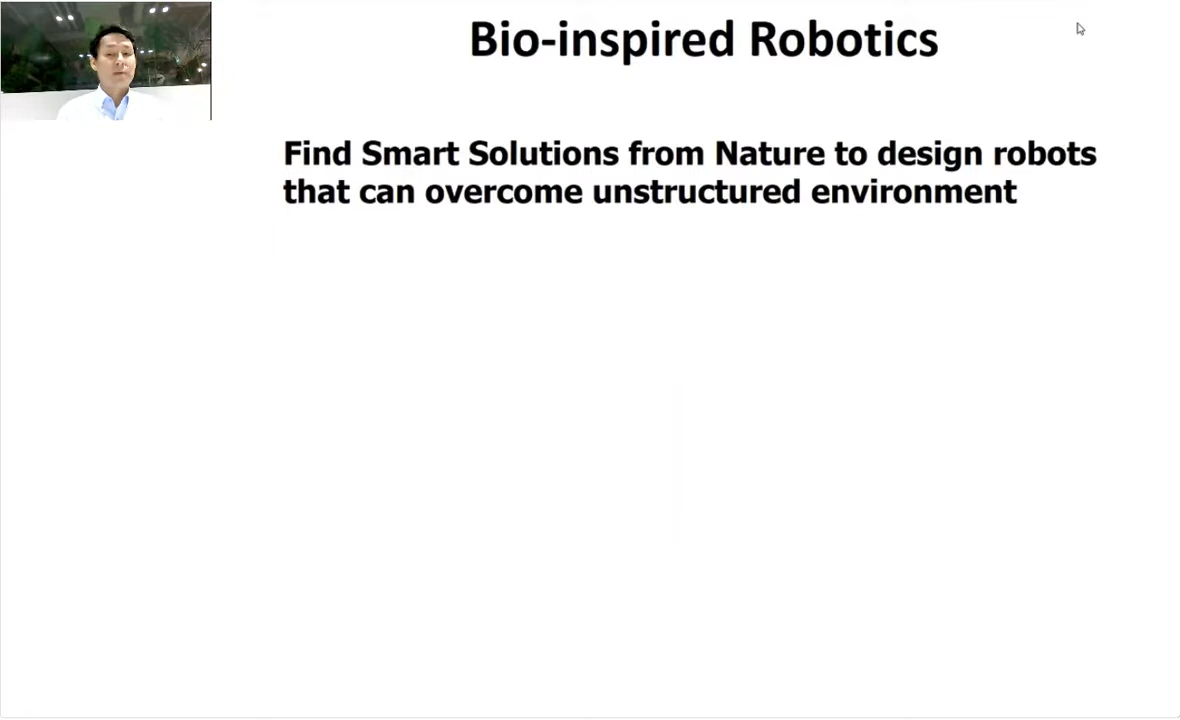 Bio-inspired Robotics
Find Smart Solutions from Nature to design robots
that can overcome unstructured environment